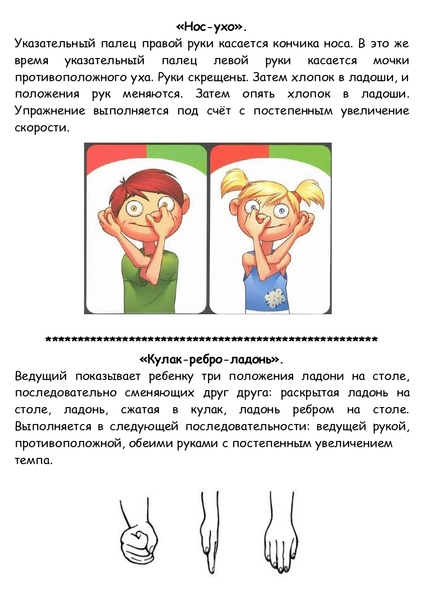 «Нос-ухо».
Указательный палец правой руки касается кончика носа. В это же
время указательный палец левой руки касается мочки
противоположного уха. Руки скрещены. Затем хлопок в ладоши, и
положения рук меняются. Затем опять хлопок в ладоши.
Упражнение выполняется под счёт с постепенным увеличение
скорости.
****************************************************
«Кулак-ребро-ладонь».
Ведущий показывает ребенку три положения ладони на столе,
последовательно сменяющих друг друга: раскрытая ладонь на
столе, ладонь, сжатая в кулак, ладонь ребром на столе.
Выполняется в следующей последовательности: ведущей рукой,
противоположной, обеими руками с постепенным увеличением
темпа.